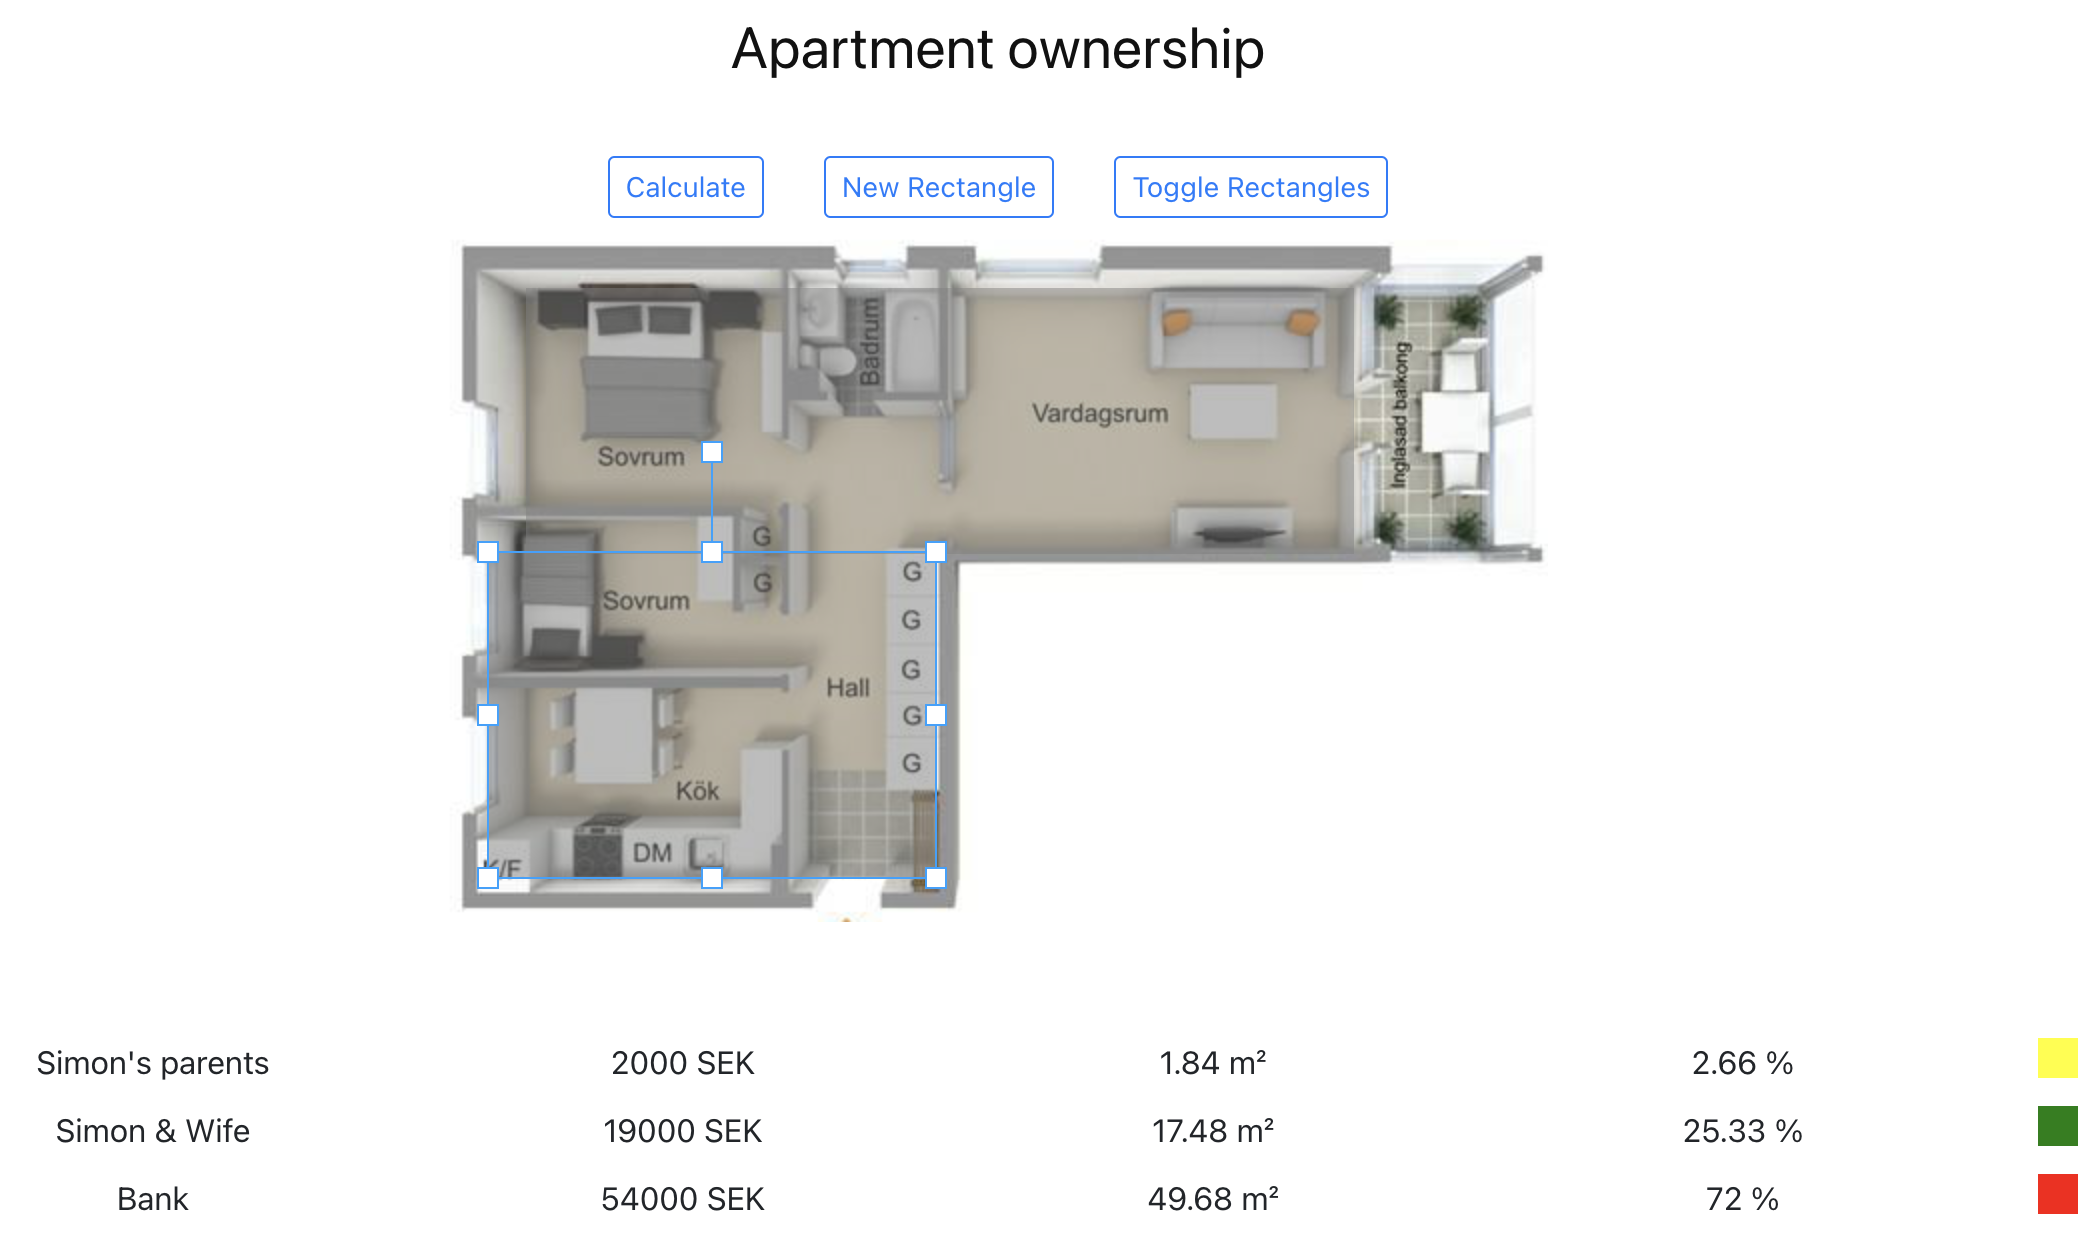 Apartment ownership
Calculate New Rectangle Toggle Rectangles
Badrum
Vardagsrum
Inglasad balkong
Sovrum
G
G
Sovrum
G
G
G
G
G
Hall
Kök
DM
K/F
Simon's parents 2000 SEK 1.84 m² 2.66 %
Simon & Wife 19000 SEK 17.48 m² 25.33 %
Bank 54000 SEK 49.68 m² 72 %